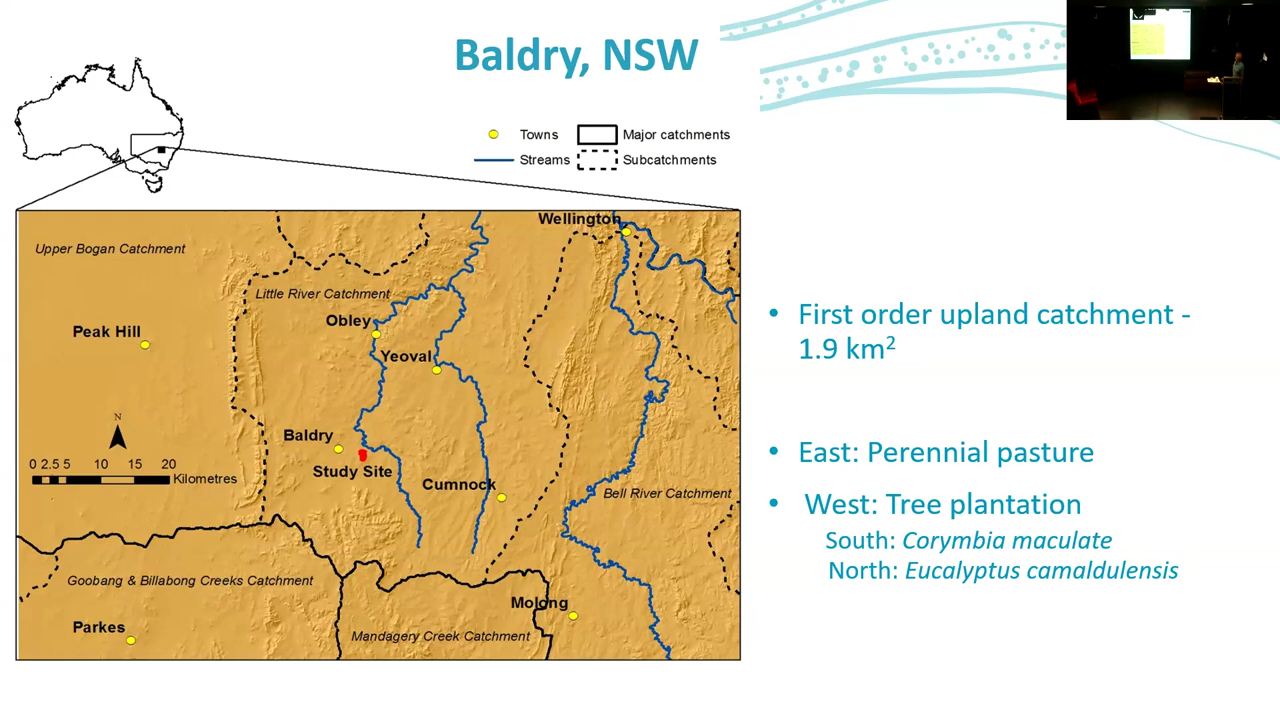 Baldry, NSW
Towns
Major catchments
Streams
Subcatchments
Wellington
Upper Bogan Catchment
Little River Catchment
Obley
Peak Hill
Yeoval
N
Baldry
0 2.5 5 10 15 20
Kilometres
Study Site
Cumnock
Bell River Catchment
Goobang & Billabong Creeks Catchment
Molong
Parkes
Mandagery Creek Catchment
• First order upland catchment -
1.9 km²
• East: Perennial pasture
• West: Tree plantation
South: Corymbia maculate
North: Eucalyptus camaldulensis